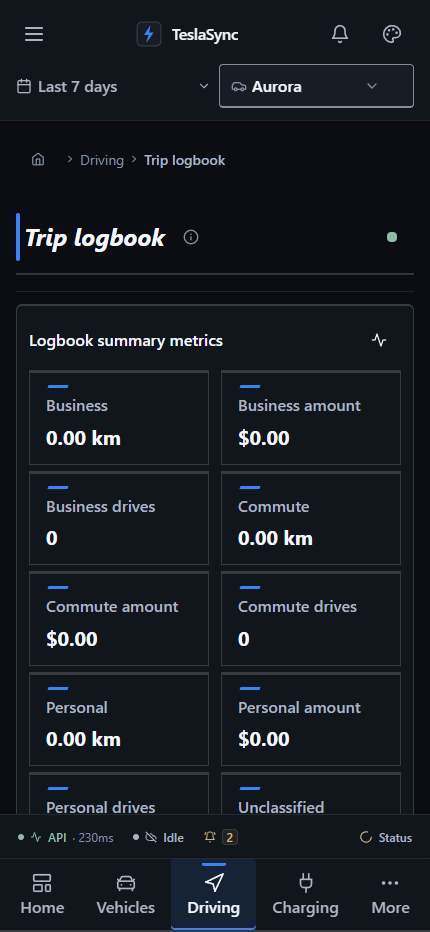 TeslaSync
Last 7 days
Aurora
Driving
Trip logbook
Trip logbook
Logbook summary metrics
Business
0.00 km
Business amount
$0.00
Business drives
0
Commute
0.00 km
Commute amount
$0.00
Commute drives
0
Personal
0.00 km
Personal amount
$0.00
Personal drives
Unclassified
API · 230ms
Idle
2
Status
Home
Vehicles
Driving
Charging
More